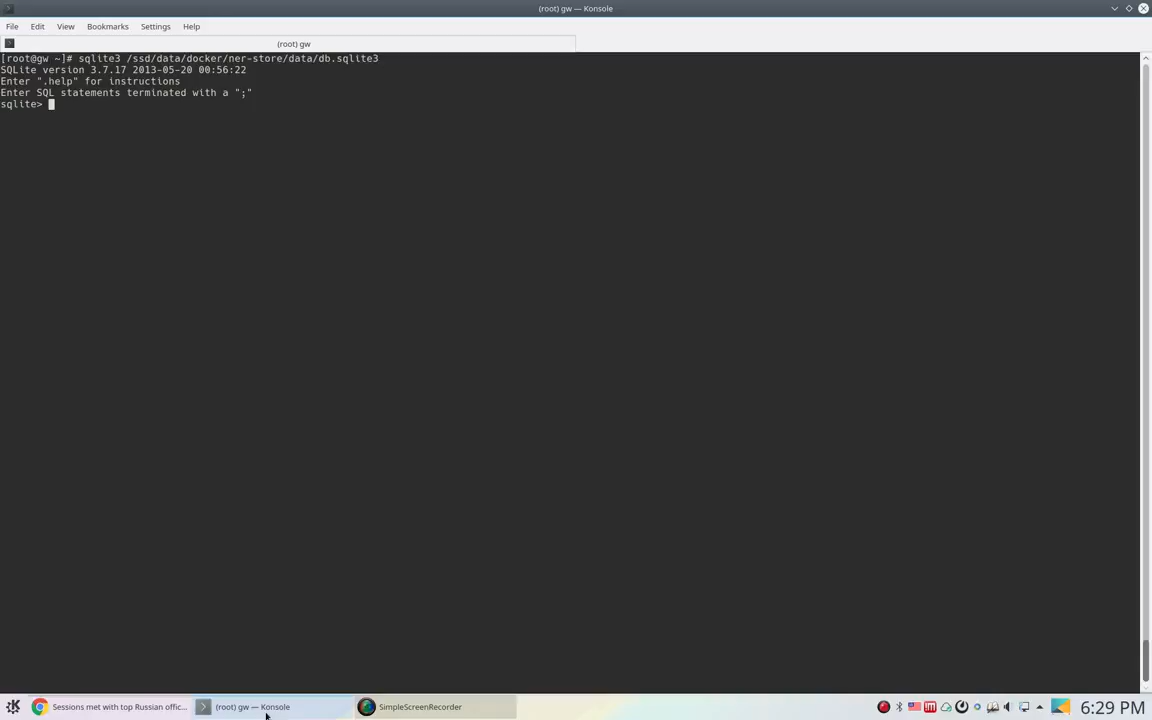 (root) gw — Konsole
File Edit View Bookmarks Settings Help
(root) gw
[root@gw ~]# sqlite3 /ssd/data/docker/ner-store/data/db.sqlite3
SQLite version 3.7.17 2013-05-20 00:56:22
Enter ".help" for instructions
Enter SQL statements terminated with a ";"
sqlite>
Sessions met with top Russian offic... (root) gw — Konsole SimpleScreenRecorder 6:29 PM